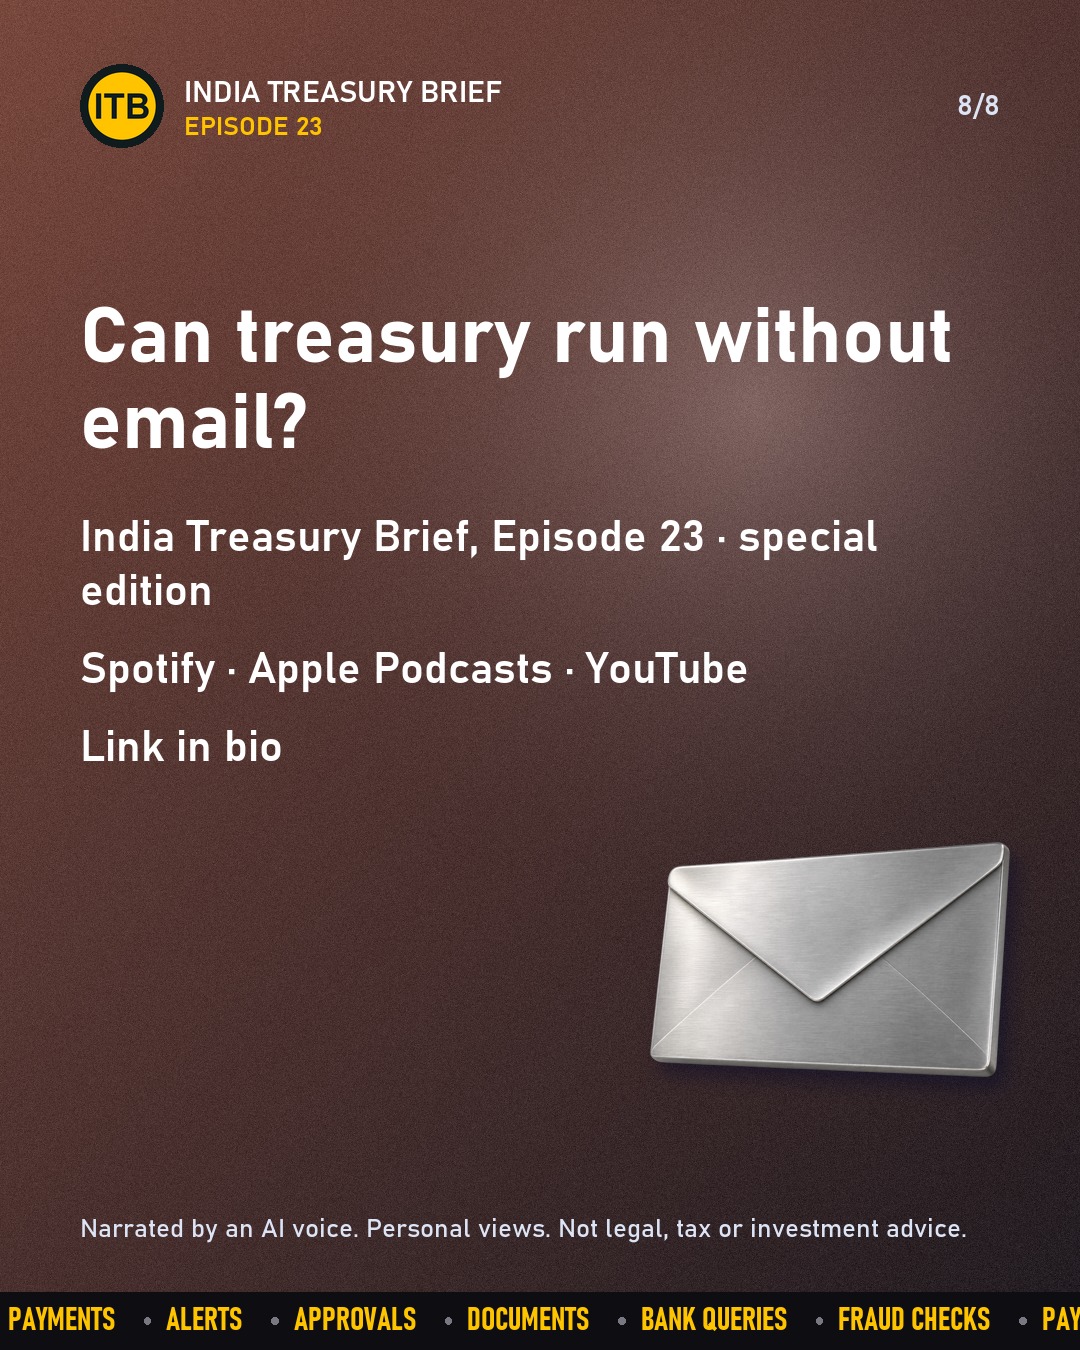 ITB
INDIA TREASURY BRIEF
EPISODE 23
8/8
Can treasury run without
email?
India Treasury Brief, Episode 23 · special
edition
Spotify · Apple Podcasts · YouTube
Link in bio
Narrated by an AI voice. Personal views. Not legal, tax or investment advice.
PAYMENTS • ALERTS • APPROVALS • DOCUMENTS • BANK QUERIES • FRAUD CHECKS • PAY